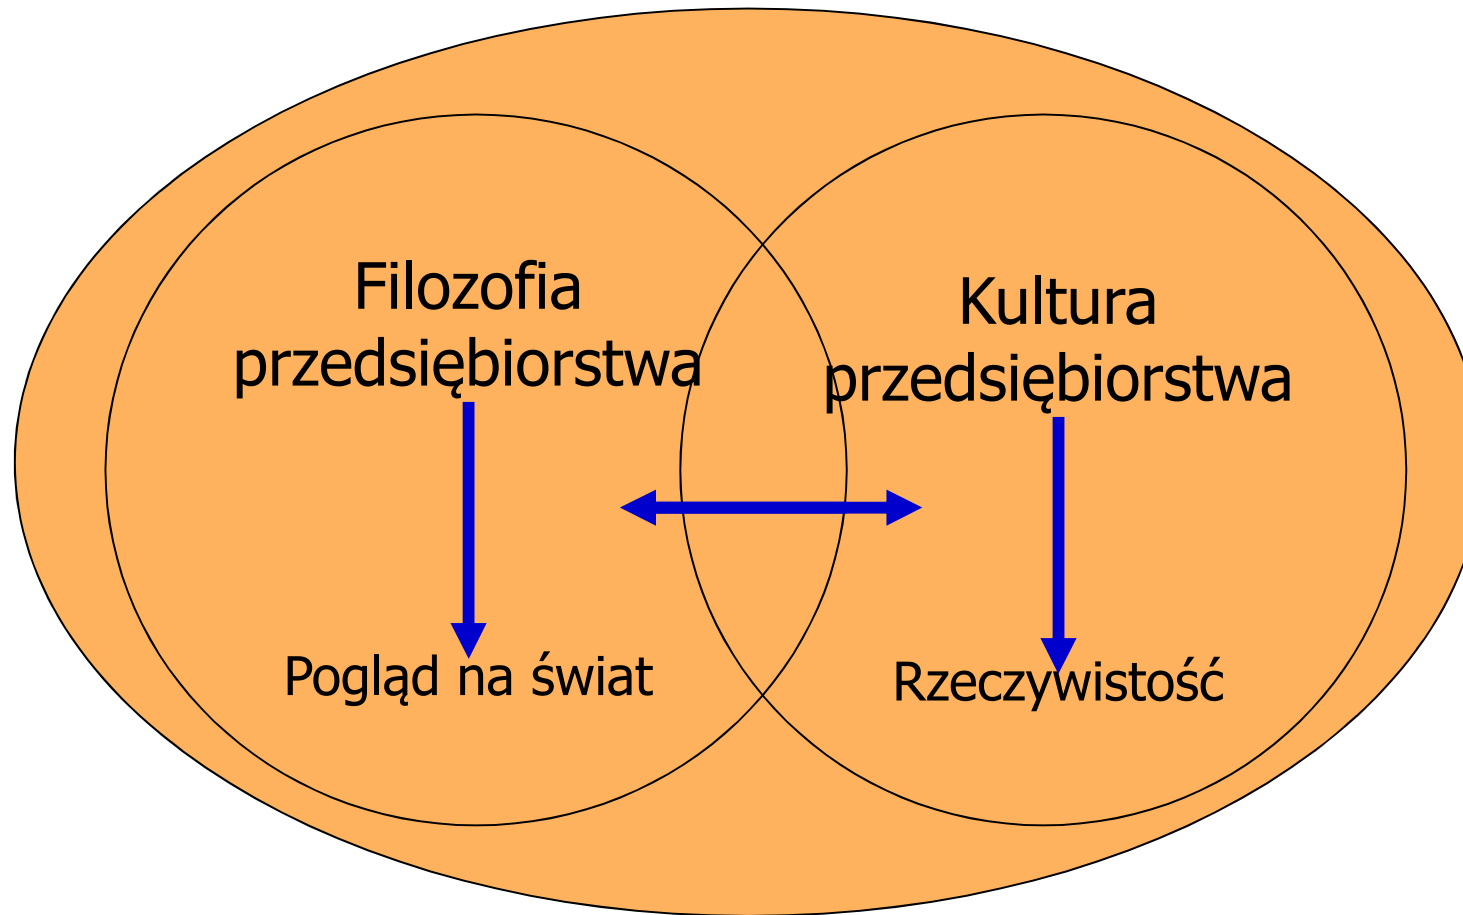 Filozofia
przedsiębiorstwa
Kultura
przedsiębiorstwa
Pogląd na świat
Rzeczywistość